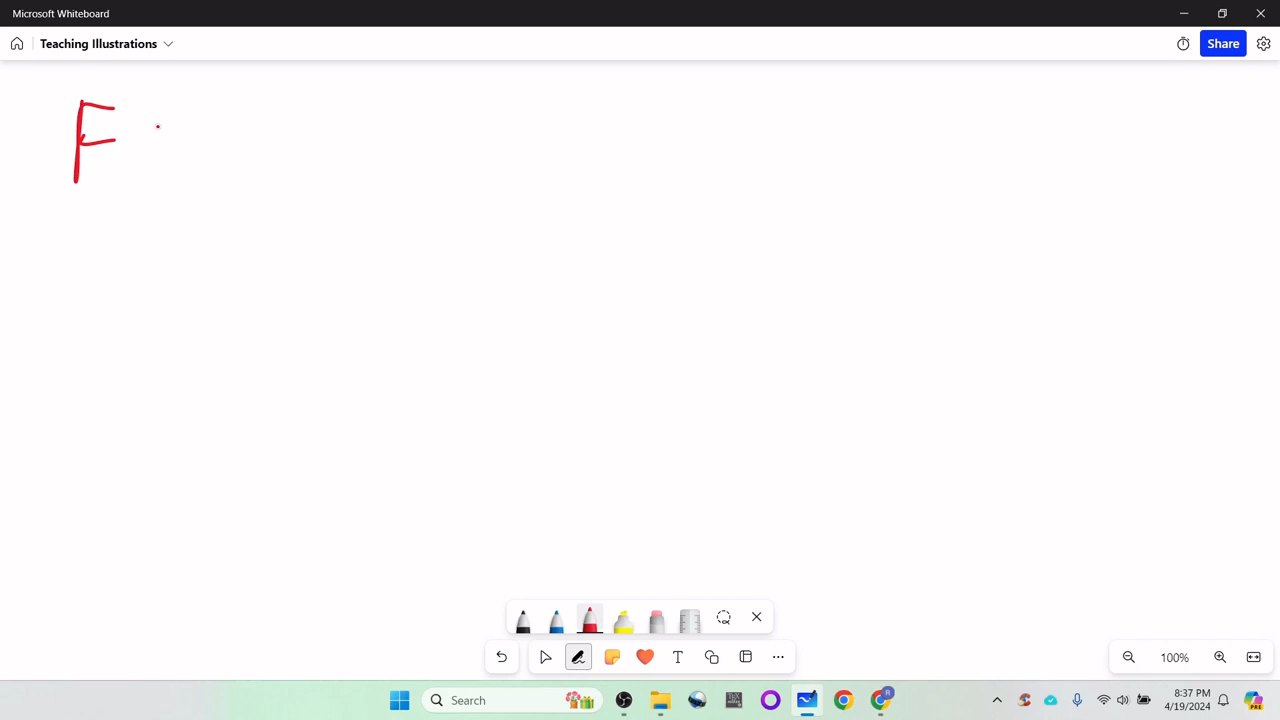 Microsoft Whiteboard
Teaching Illustrations
Share
F
100%
Search
8:37 PM
4/19/2024